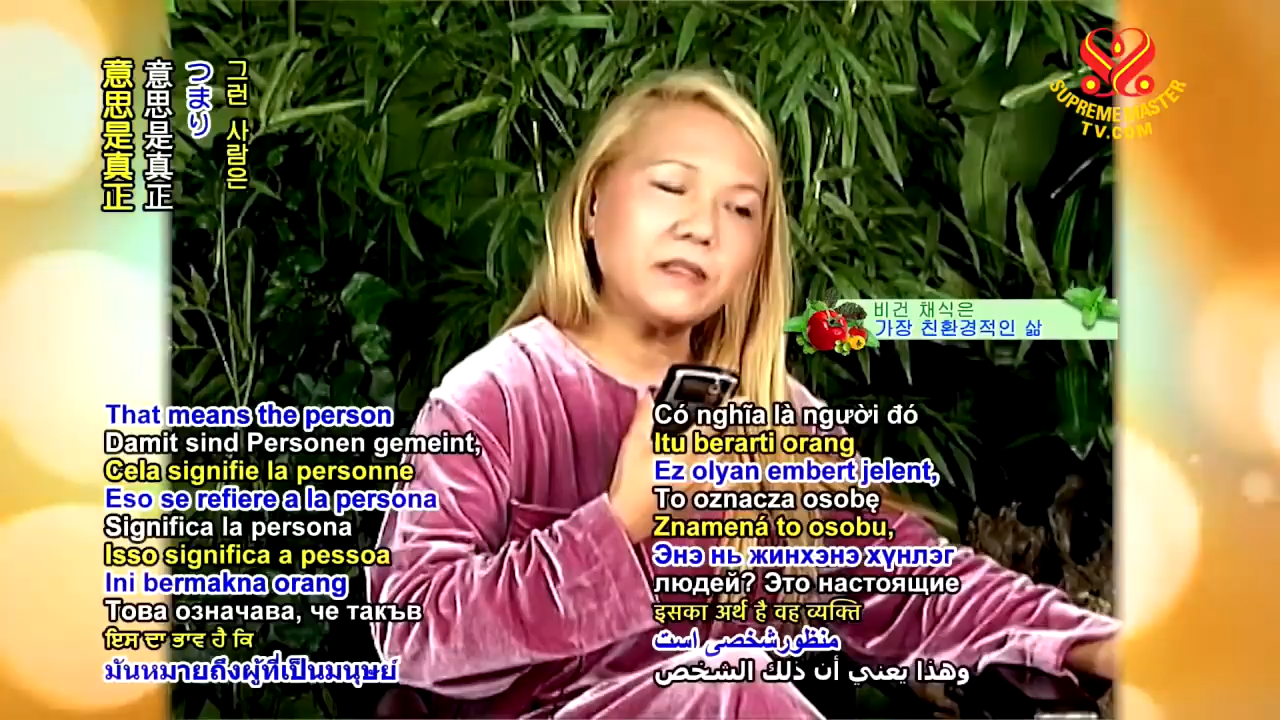 意思是真正
意思是真正
つまり
그런 사람은
SUPREME MASTER
TV.COM
비건 채식은
가장 친환경적인 삶
That means the person
Damit sind Personen gemeint,
Cela signifie la personne
Eso se refiere a la persona
Significa la persona
Isso significa a pessoa
Ini bermakna orang
Това означава, че такъв
ਇਸ ਦਾ ਭਾਵ ਹੈ ਕਿ
มันหมายถึงผู้ที่เป็นมนุษย์
Có nghĩa là người đó
Itu berarti orang
Ez olyan embert jelent,
To oznacza osobę
Znamená to osobu,
Энэ нь жинхэнэ хүнлэг
людей? Это настоящие
इसका अर्थ है वह व्यक्ति
منظورشخصی است
وهذا يعني أن ذلك الشخص